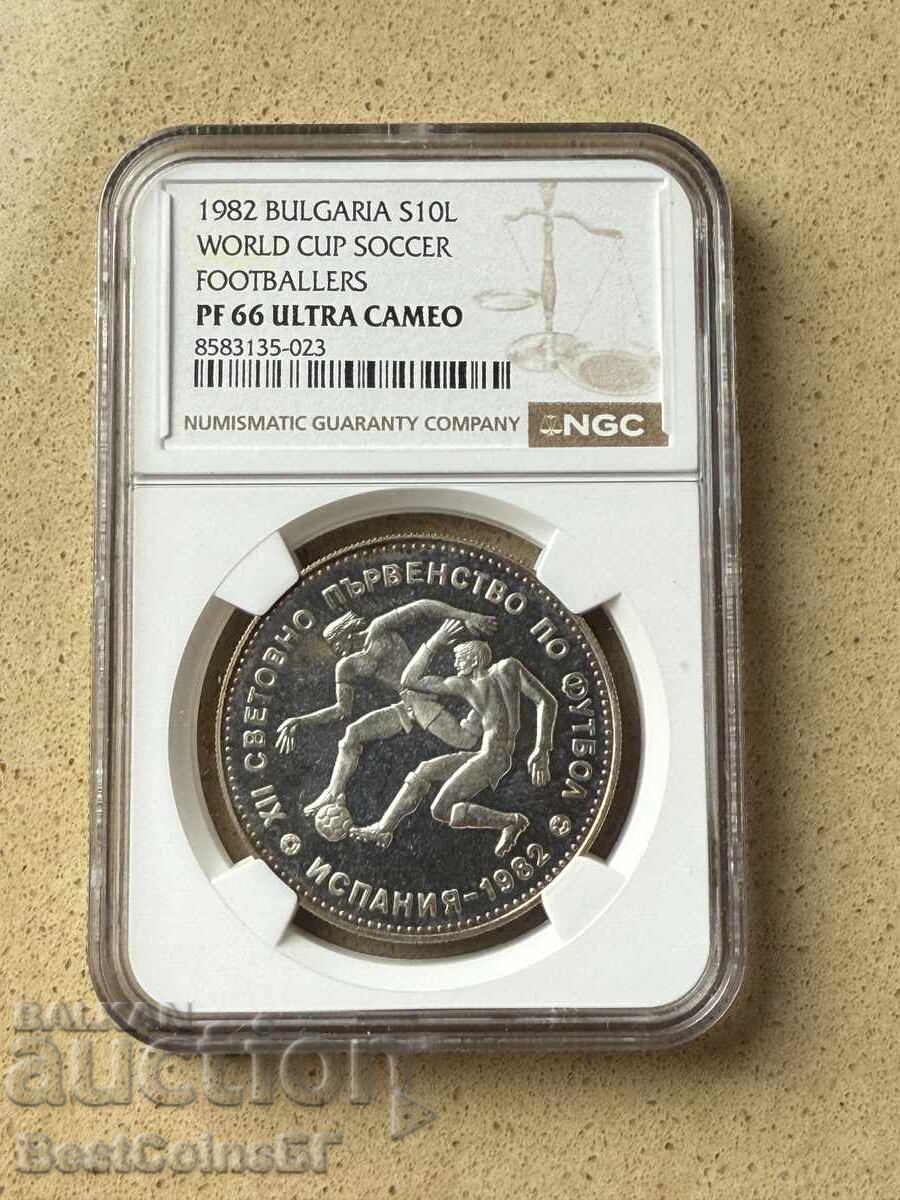 1982 BULGARIA S10L
WORLD CUP SOCCER
FOOTBALLERS
PF 66 ULTRA CAMEO
8583135-023
NUMISMATIC GUARANTY COMPANY
NGC
XII СВЕТОВНО ПЪРВЕНСТВО ПО ФУТБОЛ
ИСПАНИЯ-1982
BALKAN
auction
BestCoinsБГ